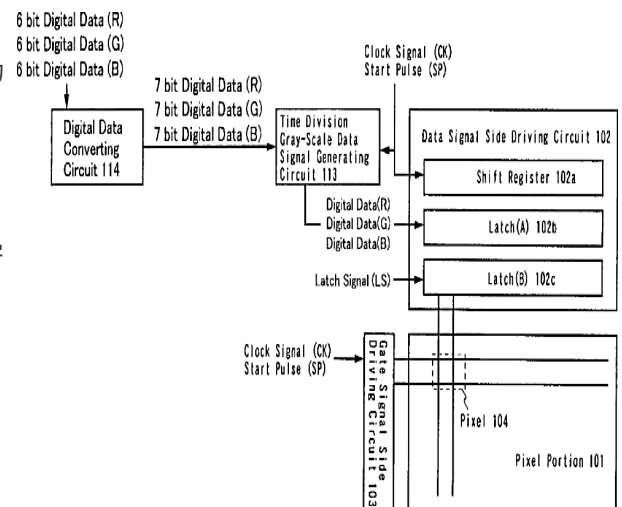 6 bit Digital Data (R)
6 bit Digital Data (G)
6 bit Digital Data (B)
7 bit Digital Data (R)
7 bit Digital Data (G)
7 bit Digital Data (B)
Clock Signal (CK)
Start Pulse (SP)
Digital Data
Converting
Circuit 114
Time Division
Gray-Scale Data
Signal Generating
Circuit 113
Data Signal Side Driving Circuit 102
Shift Register 102a
Digital Data(R)
Digital Data(G)
Digital Data(B)
Latch(A) 102b
Latch Signal (LS)
Latch(B) 102c
Clock Signal (CK)
Start Pulse (SP)
Gate Signal Side
Driving Circuit 103
Pixel 104
Pixel Portion 101